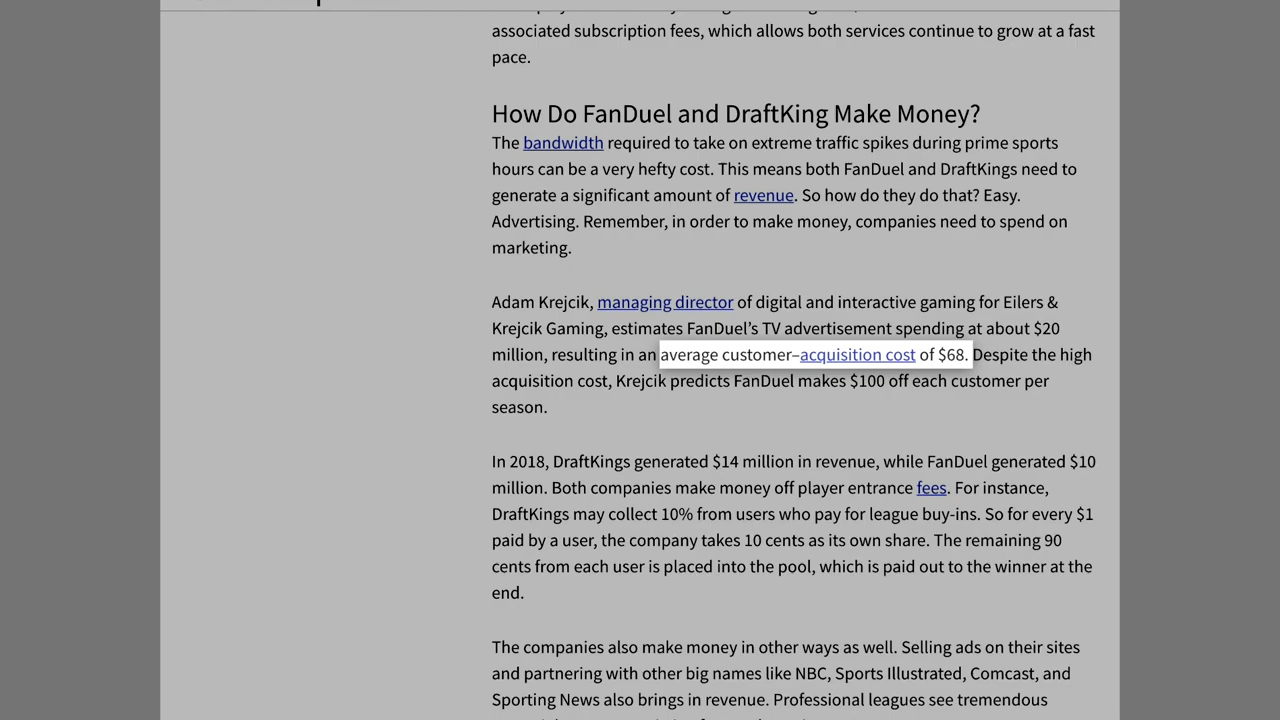 associated subscription fees, which allows both services continue to grow at a fast
pace.
How Do FanDuel and DraftKing Make Money?
The bandwidth required to take on extreme traffic spikes during prime sports
hours can be a very hefty cost. This means both FanDuel and DraftKings need to
generate a significant amount of revenue. So how do they do that? Easy.
Advertising. Remember, in order to make money, companies need to spend on
marketing.
Adam Krejcik, managing director of digital and interactive gaming for Eilers &
Krejcik Gaming, estimates FanDuel’s TV advertisement spending at about $20
million, resulting in an average customer–acquisition cost of $68. Despite the high
acquisition cost, Krejcik predicts FanDuel makes $100 off each customer per
season.
In 2018, DraftKings generated $14 million in revenue, while FanDuel generated $10
million. Both companies make money off player entrance fees. For instance,
DraftKings may collect 10% from users who pay for league buy-ins. So for every $1
paid by a user, the company takes 10 cents as its own share. The remaining 90
cents from each user is placed into the pool, which is paid out to the winner at the
end.
The companies also make money in other ways as well. Selling ads on their sites
and partnering with other big names like NBC, Sports Illustrated, Comcast, and
Sporting News also brings in revenue. Professional leagues see tremendous